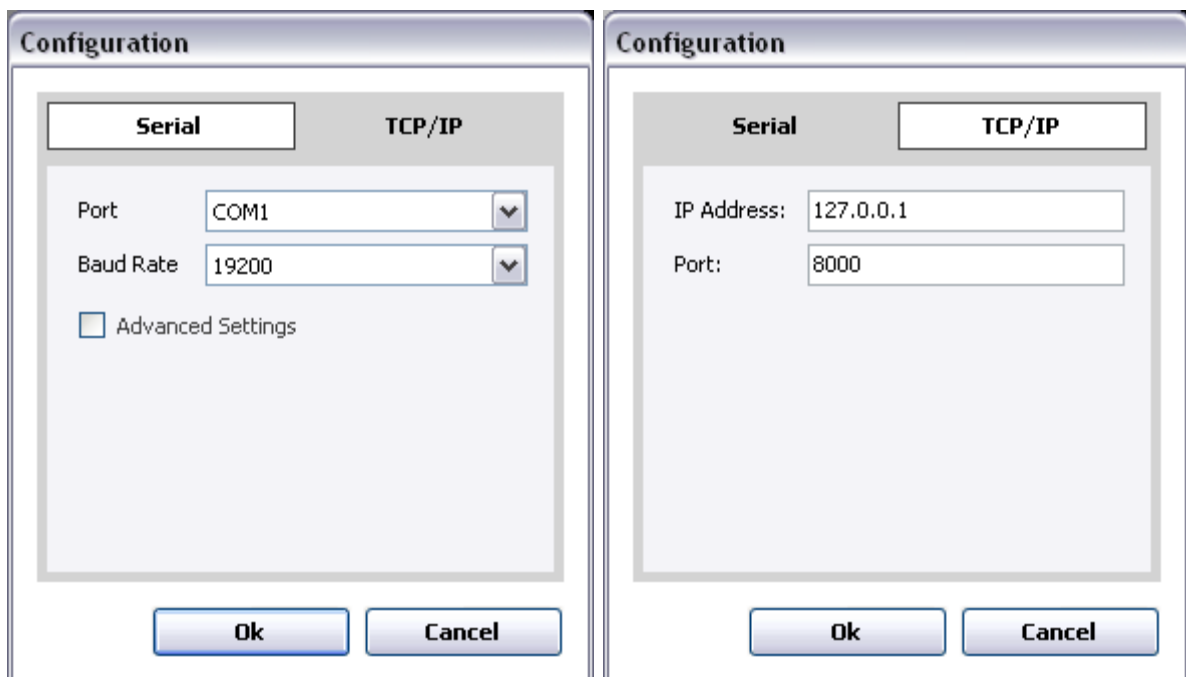 Configuration
Serial TCP/IP
Port COM1
Baud Rate 19200
Advanced Settings
Ok Cancel
Configuration
Serial TCP/IP
IP Address: 127.0.0.1
Port: 8000
Ok Cancel